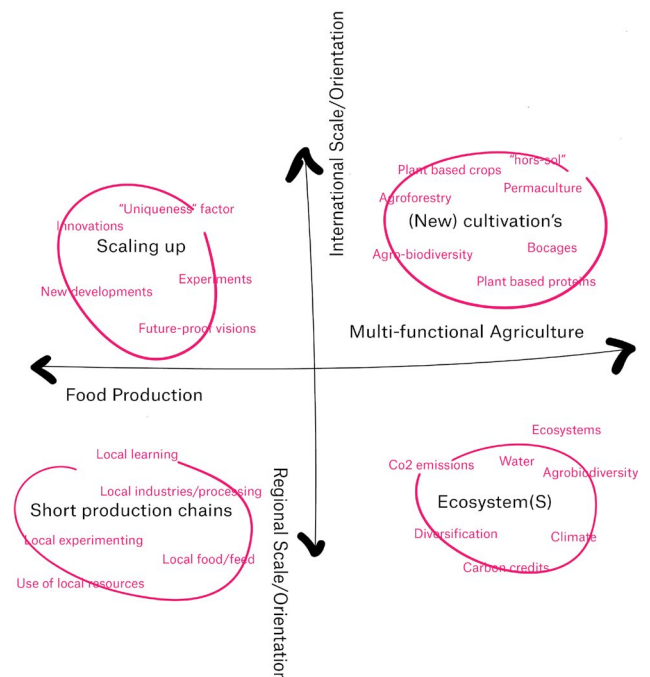 International Scale/Orientation
"Uniqueness" factor
Innovations
Scaling up
Experiments
New developments
Future-proof visions
"hors-sol"
Plant based crops
Permaculture
Agroforestry
(New) cultivation's
Bocages
Agro-biodiversity
Plant based proteins
Multi-functional Agriculture
Food Production
Local learning
Local industries/processing
Short production chains
Local experimenting
Local food/feed
Use of local resources
Regional Scale/Orientation
Ecosystems
Co2 emissions
Water
Agrobiodiversity
Ecosystem(S)
Diversification
Climate
Carbon credits